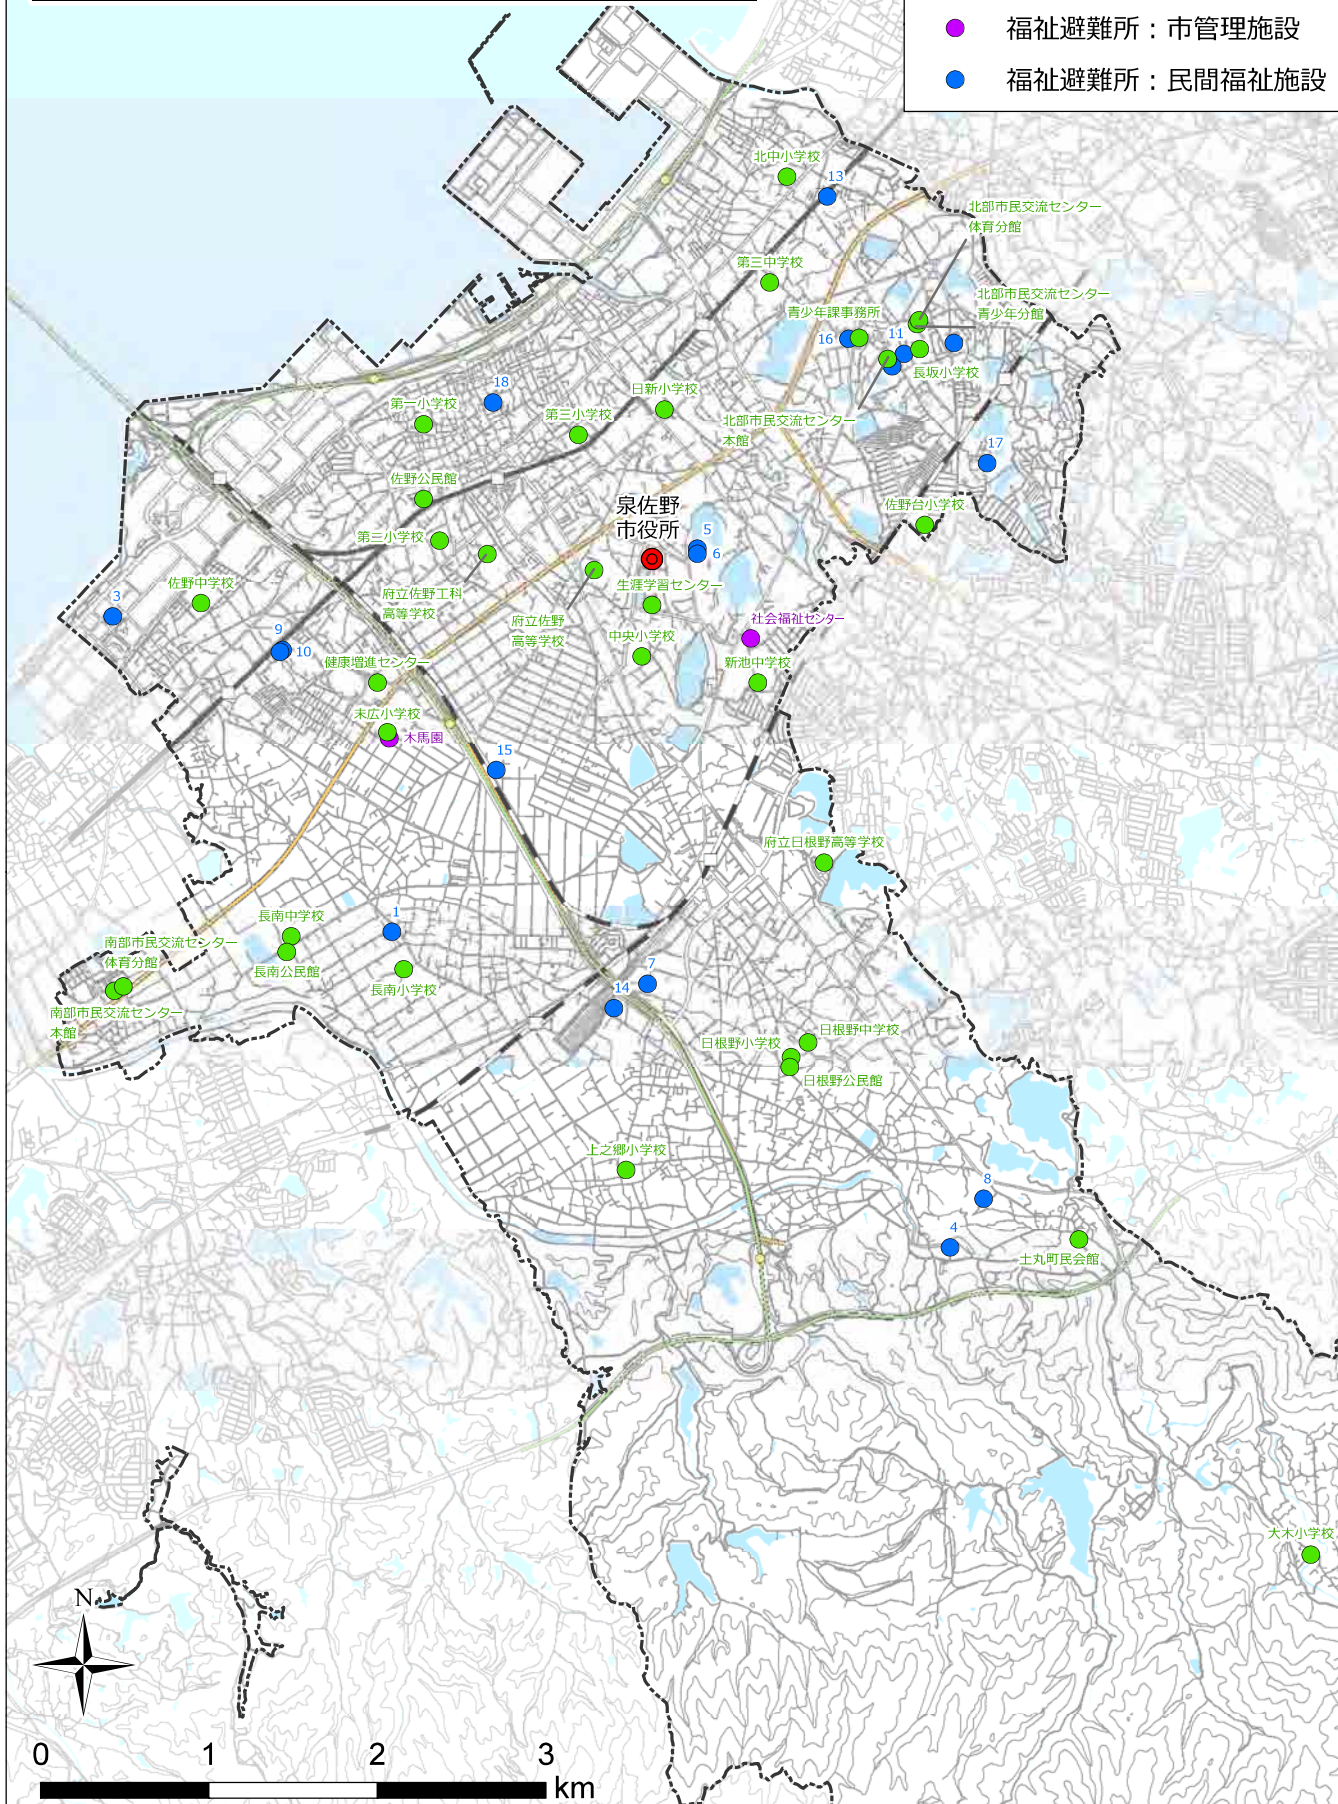 福祉避難所：市管理施設
福祉避難所：民間福祉施設
北中小学校
13
北部市民交流センター
体育分館
第三中学校
北部市民交流センター
青少年分館
青少年課事務所
16
11
長坂小学校
18
日新小学校
第一小学校
第三小学校
北部市民交流センター
本館
17
佐野公民館
泉佐野
市役所
佐野台小学校
5
6
第二小学校
佐野中学校
府立佐野工科
高等学校
生涯学習センター
3
府立佐野
高等学校
社会福祉センター
9
10
中央小学校
健康増進センター
新池中学校
末広小学校
木馬園
15
府立日根野高等学校
長南中学校
1
南部市民交流センター
体育分館
長南公民館
長南小学校
7
14
南部市民交流センター
本館
日根野中学校
日根野小学校
日根野公民館
上之郷小学校
8
4
土丸町民会館
大木小学校
N
0 1 2 3
km